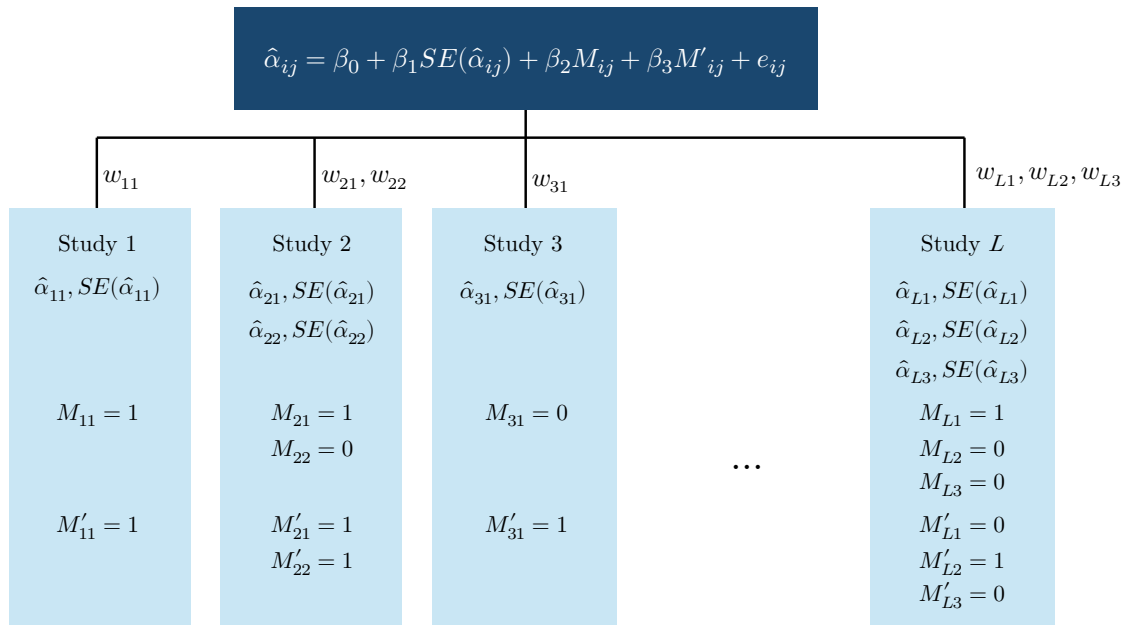 α̂_ij = β_0 + β_1 SE(α̂_ij) + β_2 M_ij + β_3 M'_ij + e_ij
w_11
w_21, w_22
w_31
w_L1, w_L2, w_L3
Study 1
α̂_11, SE(α̂_11)
M_11 = 1
M′_11 = 1
Study 2
α̂_21, SE(α̂_21)
α̂_22, SE(α̂_22)
M_21 = 1
M_22 = 0
M′_21 = 1
M′_22 = 1
Study 3
α̂_31, SE(α̂_31)
M_31 = 0
M′_31 = 1
...
Study L
α̂_L1, SE(α̂_L1)
α̂_L2, SE(α̂_L2)
α̂_L3, SE(α̂_L3)
M_L1 = 1
M_L2 = 0
M_L3 = 0
M′_L1 = 0
M′_L2 = 1
M′_L3 = 0